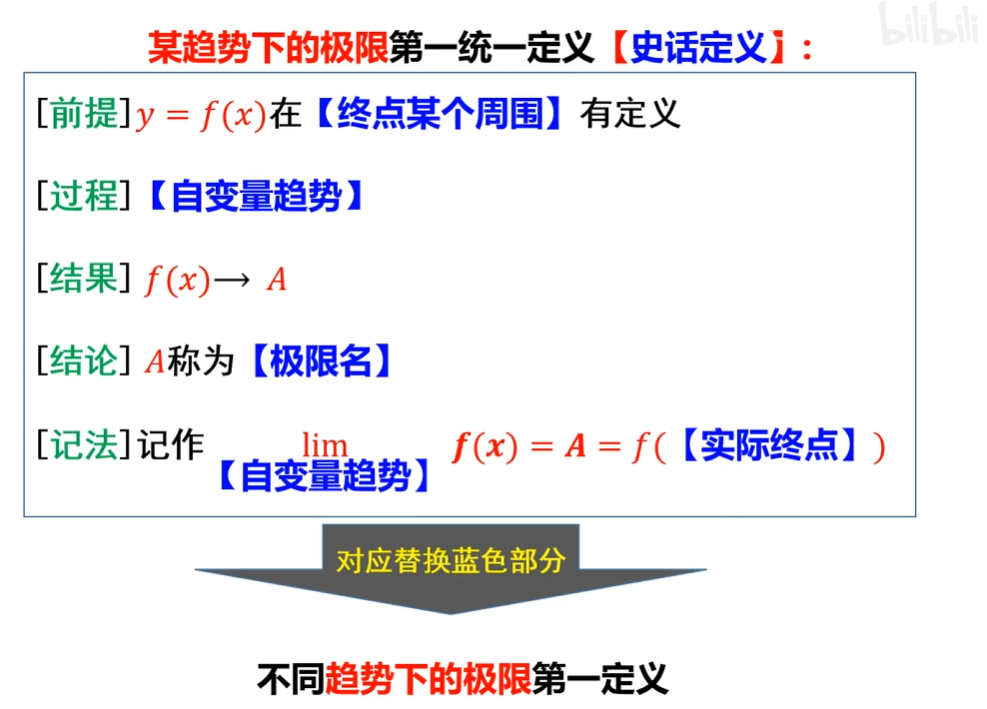 bilibili
某趋势下的极限第一统一定义【史话定义】:
[前提]y = f(x)在【终点某个周围】有定义
[过程]【自变量趋势】
[结果] f(x)→ A
[结论] A称为【极限名】
[记法]记作 lim f(x) = A = f(【实际终点】)
【自变量趋势】
对应替换蓝色部分
不同趋势下的极限第一定义